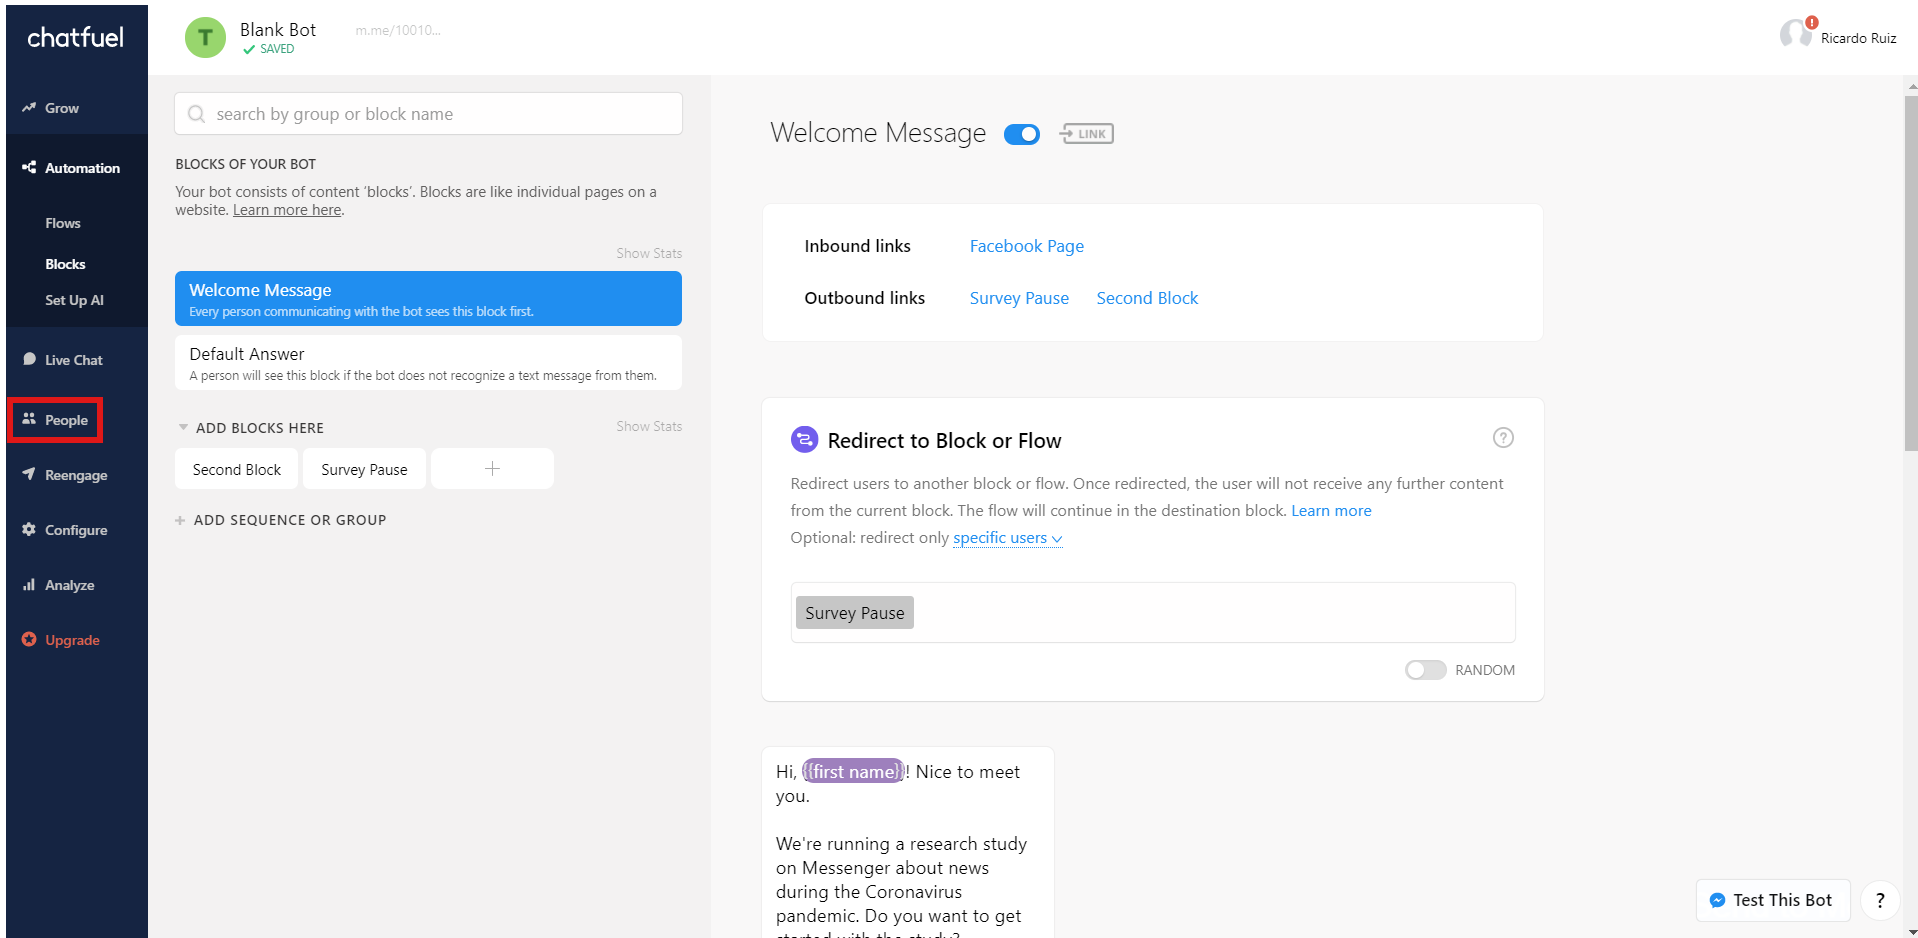 chatfuel
T
Blank Bot
SAVED
m.me/10010...
!
Ricardo Ruiz
Grow
Automation
Flows
Blocks
Set Up AI
Live Chat
People
Reengage
Configure
Analyze
Upgrade
search by group or block name
BLOCKS OF YOUR BOT
Your bot consists of content ‘blocks’. Blocks are like individual pages on a
website. Learn more here.
Show Stats
Welcome Message
Every person communicating with the bot sees this block first.
Default Answer
A person will see this block if the bot does not recognize a text message from them.
ADD BLOCKS HERE
Show Stats
Second Block
Survey Pause
+
+ ADD SEQUENCE OR GROUP
Welcome Message
LINK
Inbound links
Facebook Page
Outbound links
Survey Pause
Second Block
Redirect to Block or Flow
?
Redirect users to another block or flow. Once redirected, the user will not receive any further content
from the current block. The flow will continue in the destination block. Learn more
Optional: redirect only specific users
Survey Pause
RANDOM
Hi, {{first name}}! Nice to meet
you.
We're running a research study
on Messenger about news
during the Coronavirus
pandemic. Do you want to get
started with the study?
Test This Bot
?